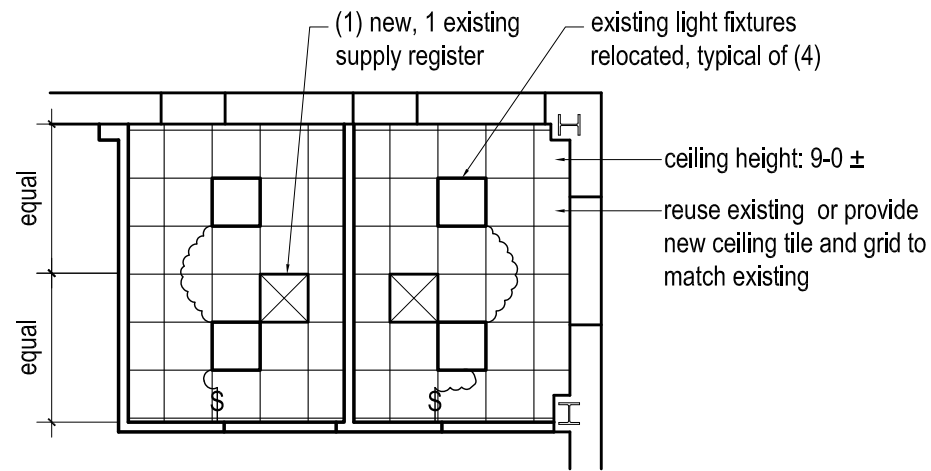 (1) new, 1 existing
supply register
existing light fixtures
relocated, typical of (4)
ceiling height: 9-0 ±
reuse existing or provide
new ceiling tile and grid to
match existing
equal
equal
$
$